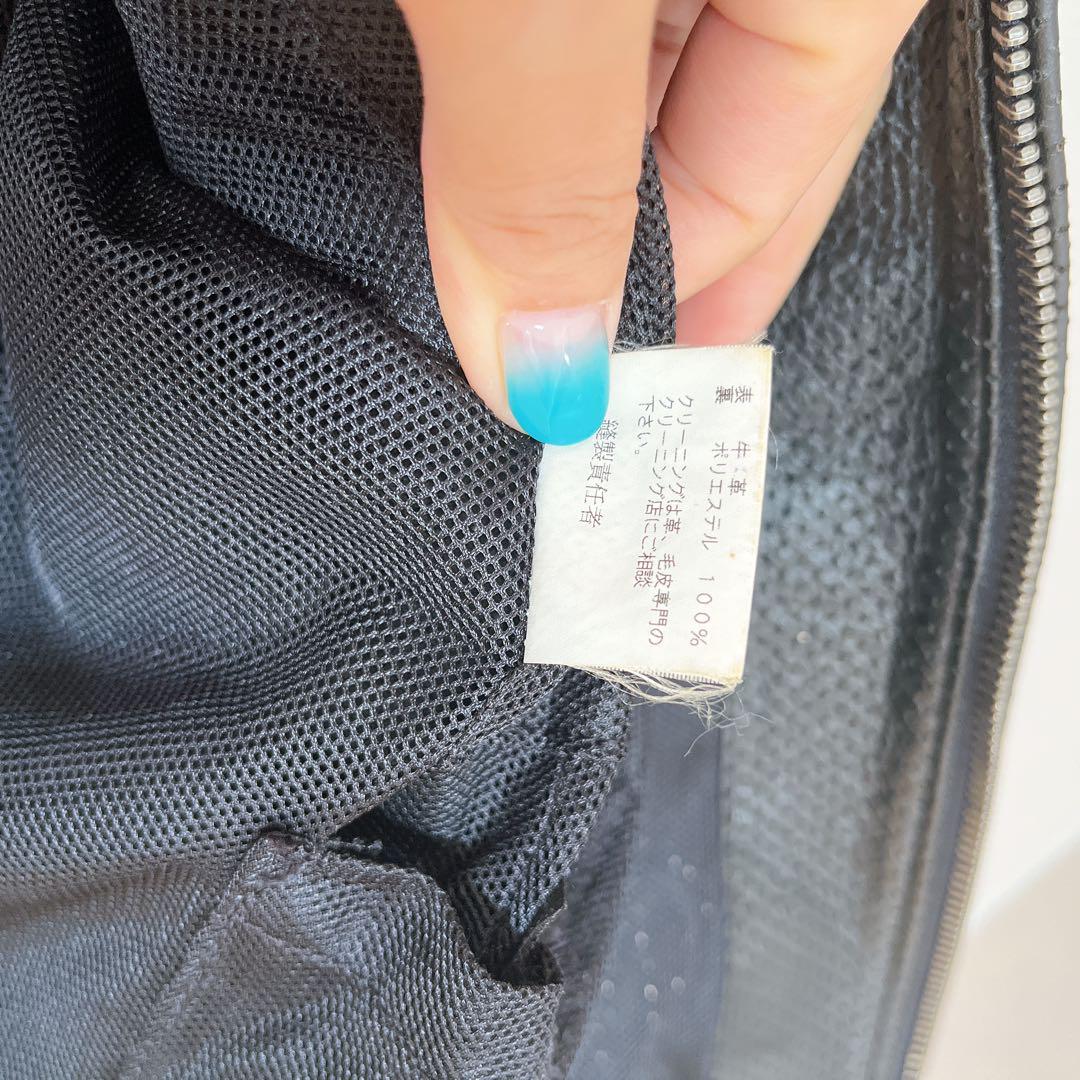 表 牛革
裏 ポリエステル 100%
クリーニングは革、毛皮専門の
クリーニング店にご相談
下さい。
縫製責任者